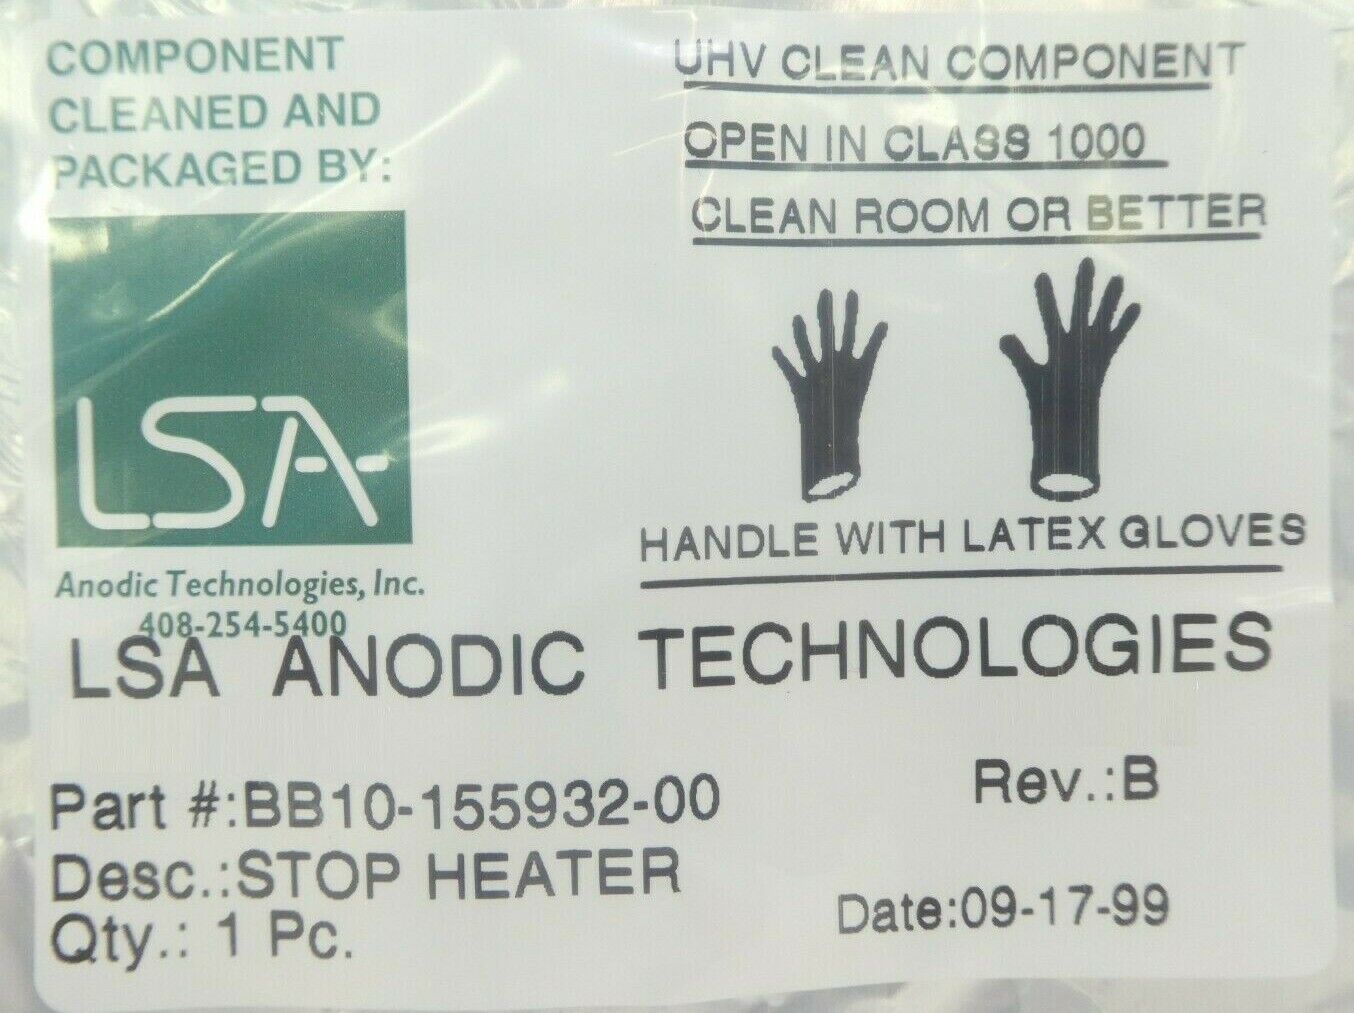 COMPONENT
CLEANED AND
PACKAGED BY:
LSA
Anodic Technologies, Inc.
408-254-5400
UHV CLEAN COMPONENT
OPEN IN CLASS 1000
CLEAN ROOM OR BETTER
HANDLE WITH LATEX GLOVES
LSA ANODIC TECHNOLOGIES
Part #:BB10-155932-00
Rev.:B
Desc.:STOP HEATER
Date:09-17-99
Qty.: 1 Pc.